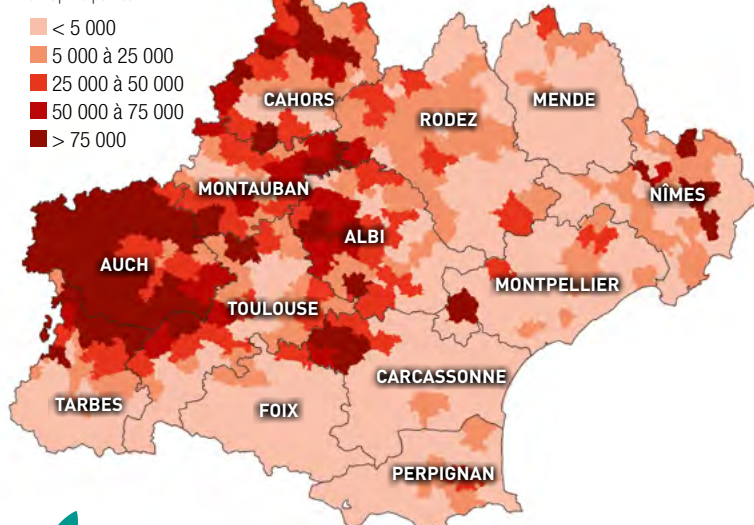 < 5 000
5 000 à 25 000
25 000 à 50 000
50 000 à 75 000
> 75 000
CAHORS
MENDE
RODEZ
MONTAUBAN
NÎMES
ALBI
AUCH
MONTPELLIER
TOULOUSE
CARCASSONNE
TARBES
FOIX
PERPIGNAN